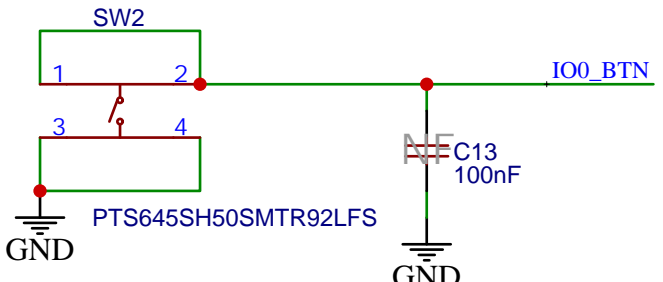 SW2
1 2
IO0_BTN
3 4
NF
C13
100nF
PTS645SH50SMTR92LFS
GND
GND